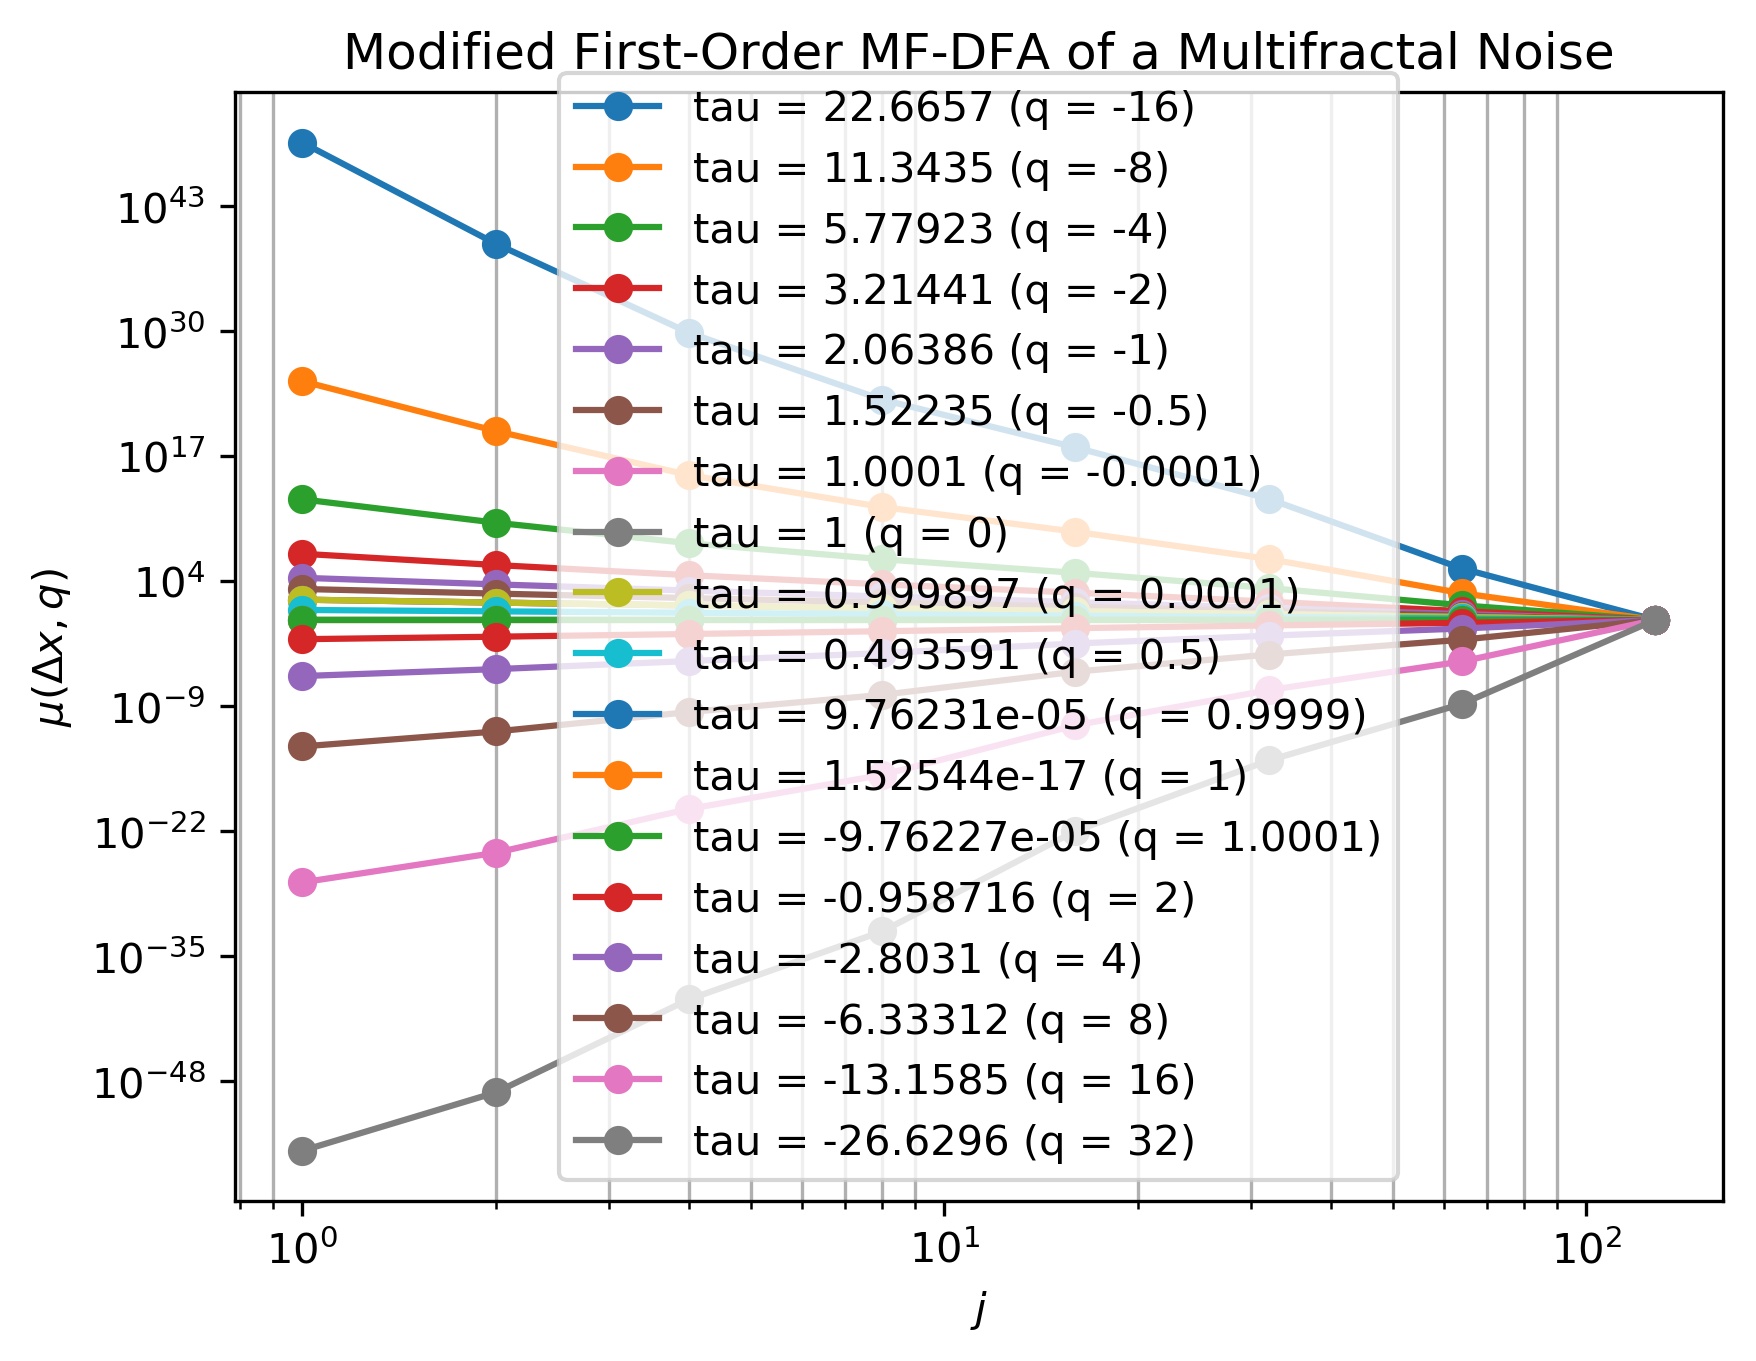 Modified First-Order MF-DFA of a Multifractal Noise
tau = 22.6657 (q = -16)
tau = 11.3435 (q = -8)
tau = 5.77923 (q = -4)
tau = 3.21441 (q = -2)
tau = 2.06386 (q = -1)
tau = 1.52235 (q = -0.5)
tau = 1.0001 (q = -0.0001)
tau = 1 (q = 0)
tau = 0.999897 (q = 0.0001)
tau = 0.493591 (q = 0.5)
tau = 9.76231e-05 (q = 0.9999)
tau = 1.52544e-17 (q = 1)
tau = -9.76227e-05 (q = 1.0001)
tau = -0.958716 (q = 2)
tau = -2.8031 (q = 4)
tau = -6.33312 (q = 8)
tau = -13.1585 (q = 16)
tau = -26.6296 (q = 32)
μ(Δx, q)
10^43
10^30
10^17
10^4
10^−9
10^−22
10^−35
10^−48
10^0 10^1 10^2
j